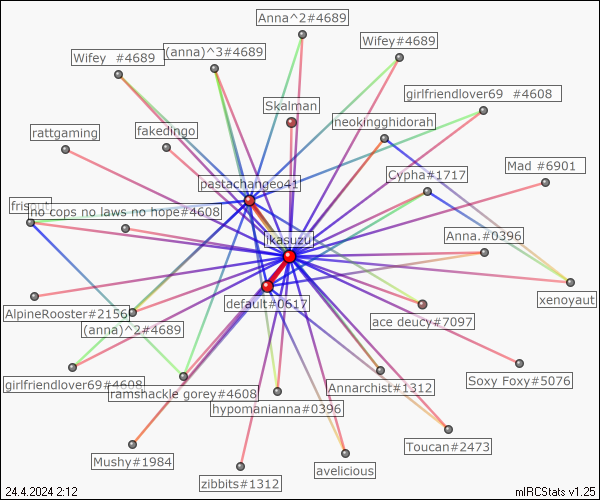 Anna^2#4689
Wifey #4689
(anna)^3#4689
Wifey#4689
girlfriendlover69 #4608
Skalman
neokingghidorah
rattgaming
fakedingo
Mad #6901
Cypha#1717
pastachangeo41
no cops no laws no hope#4608
ikasuzu
Anna.#0396
default#0617
xenoyaut
AlpineRooster#2156
(anna)^2#4689
ace deucy#7097
girlfriendlover69#4608
ramshackle gorey#4608
Annarchist#1312
Soxy Foxy#5076
hypomanianna#0396
Toucan#2473
Mushy#1984
zibbits#1312
avelicious
24.4.2024 2:12
mIRCStats v1.25